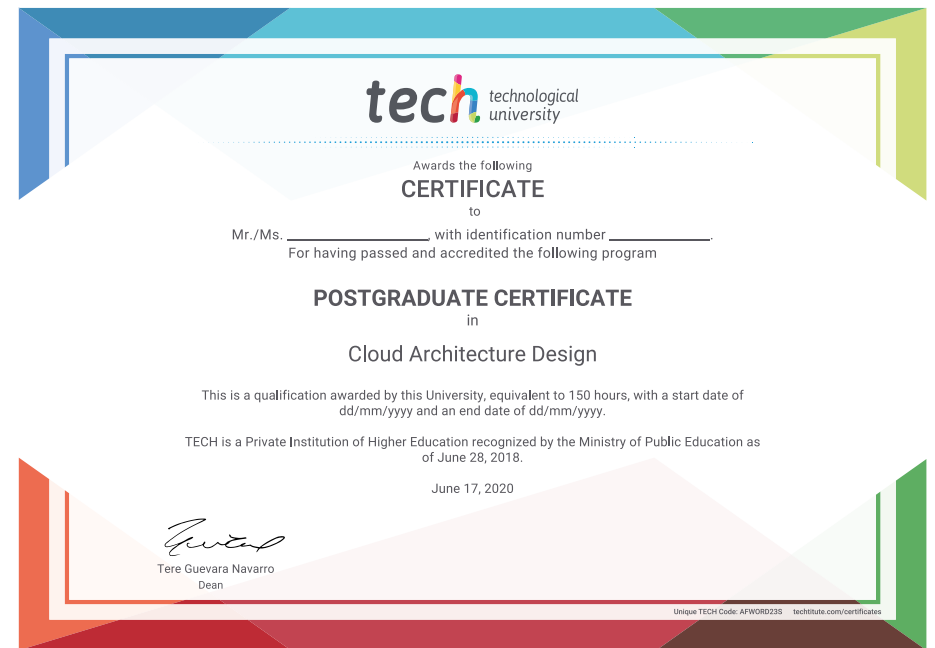 tech technological
university
Awards the following
CERTIFICATE
to
Mr./Ms. ____________________, with identification number ______________.
For having passed and accredited the following program
POSTGRADUATE CERTIFICATE
in
Cloud Architecture Design
This is a qualification awarded by this University, equivalent to 150 hours, with a start date of
dd/mm/yyyy and an end date of dd/mm/yyyy.
TECH is a Private Institution of Higher Education recognized by the Ministry of Public Education as
of June 28, 2018.
June 17, 2020
Tere Guevara Navarro
Dean
Unique TECH Code: AFWORD23S techtitute.com/certificates